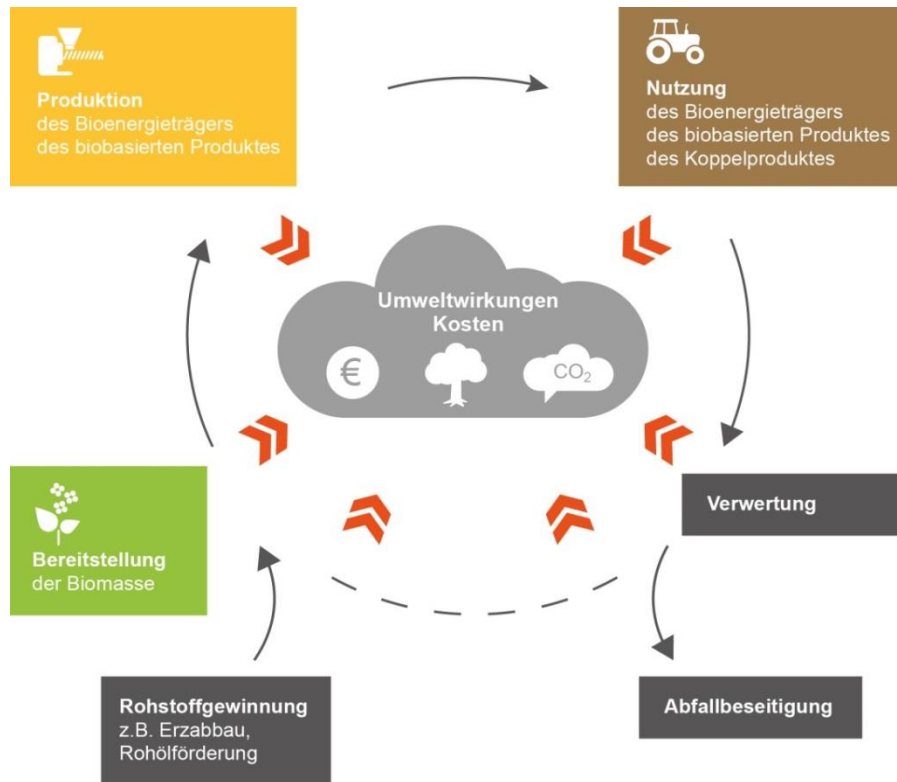 Produktion
des Bioenergieträgers
des biobasierten Produktes
Nutzung
des Bioenergieträgers
des biobasierten Produktes
des Koppelproduktes
Umweltwirkungen
Kosten
€
CO₂
Bereitstellung
der Biomasse
Verwertung
Rohstoffgewinnung
z.B. Erzabbau,
Rohölförderung
Abfallbeseitigung